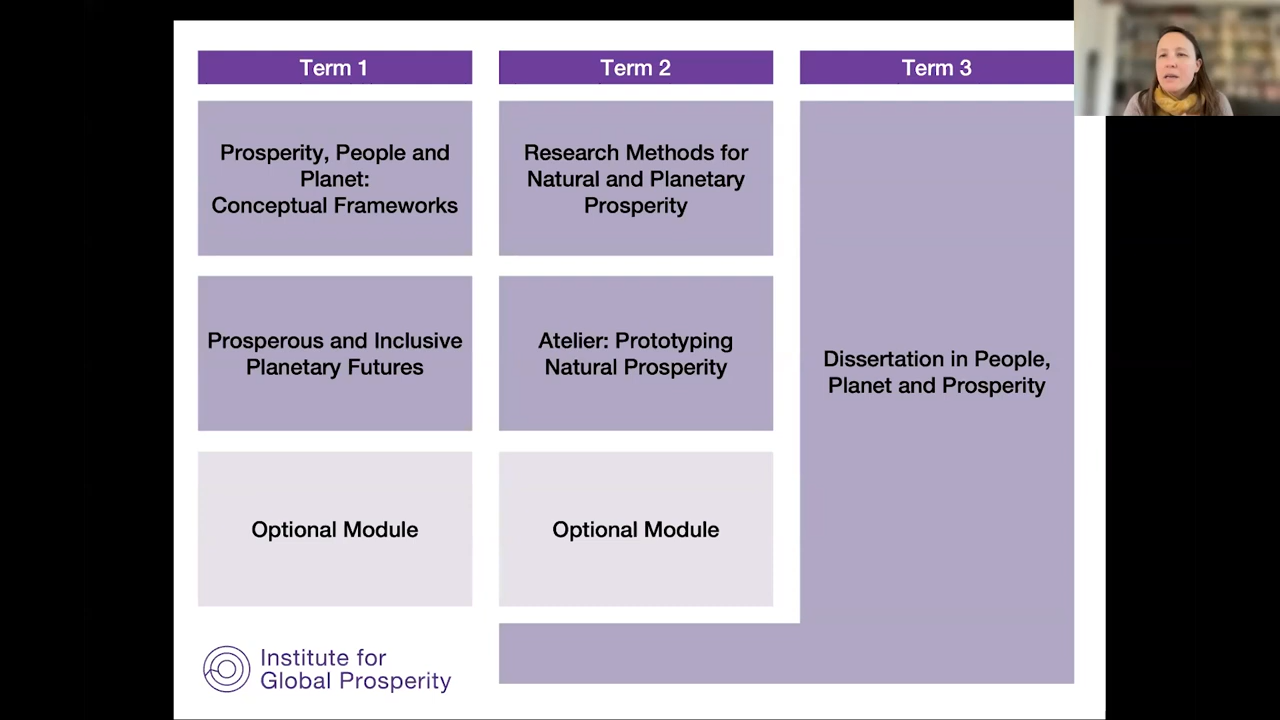 Term 1
Term 2
Term 3
Prosperity, People and
Planet:
Conceptual Frameworks
Research Methods for
Natural and Planetary
Prosperity
Prosperous and Inclusive
Planetary Futures
Atelier: Prototyping
Natural Prosperity
Dissertation in People,
Planet and Prosperity
Optional Module
Optional Module
Institute for
Global Prosperity